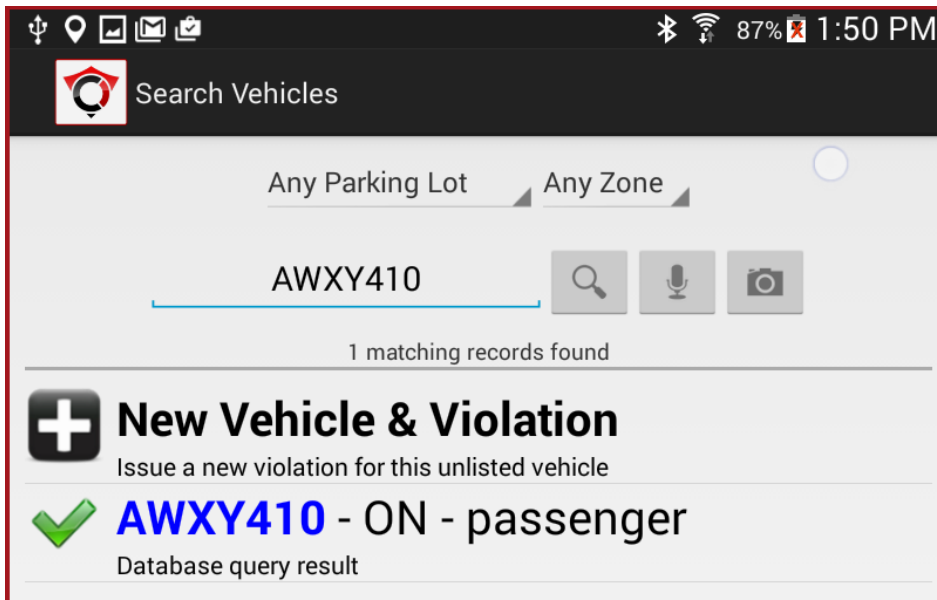 87% 1:50 PM
Search Vehicles
Any Parking Lot Any Zone
AWXY410
1 matching records found
New Vehicle & Violation
Issue a new violation for this unlisted vehicle
AWXY410 - ON - passenger
Database query result